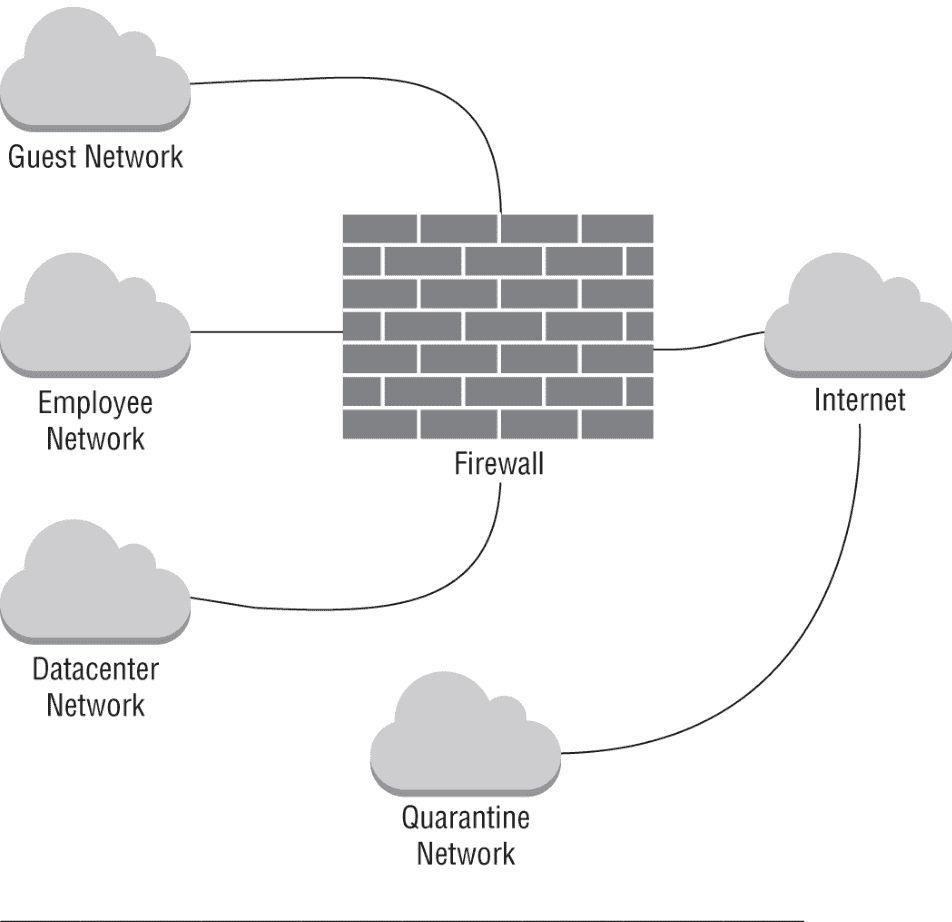 Guest Network
Employee
Network
Internet
Firewall
Datacenter
Network
Quarantine
Network